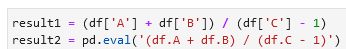 result1 = (df['A'] + df['B']) / (df['C'] - 1)
result2 = pd.eval('(df.A + df.B) / (df.C - 1)')